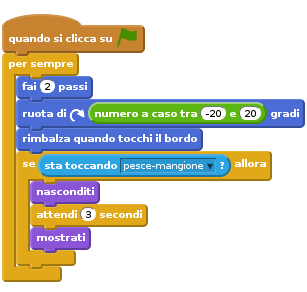 quando si clicca su
per sempre
fai 2 passi
ruota di numero a caso tra -20 e 20 gradi
rimbalza quando tocchi il bordo
se sta toccando pesce-mangione ? allora
nasconditi
attendi 3 secondi
mostrati